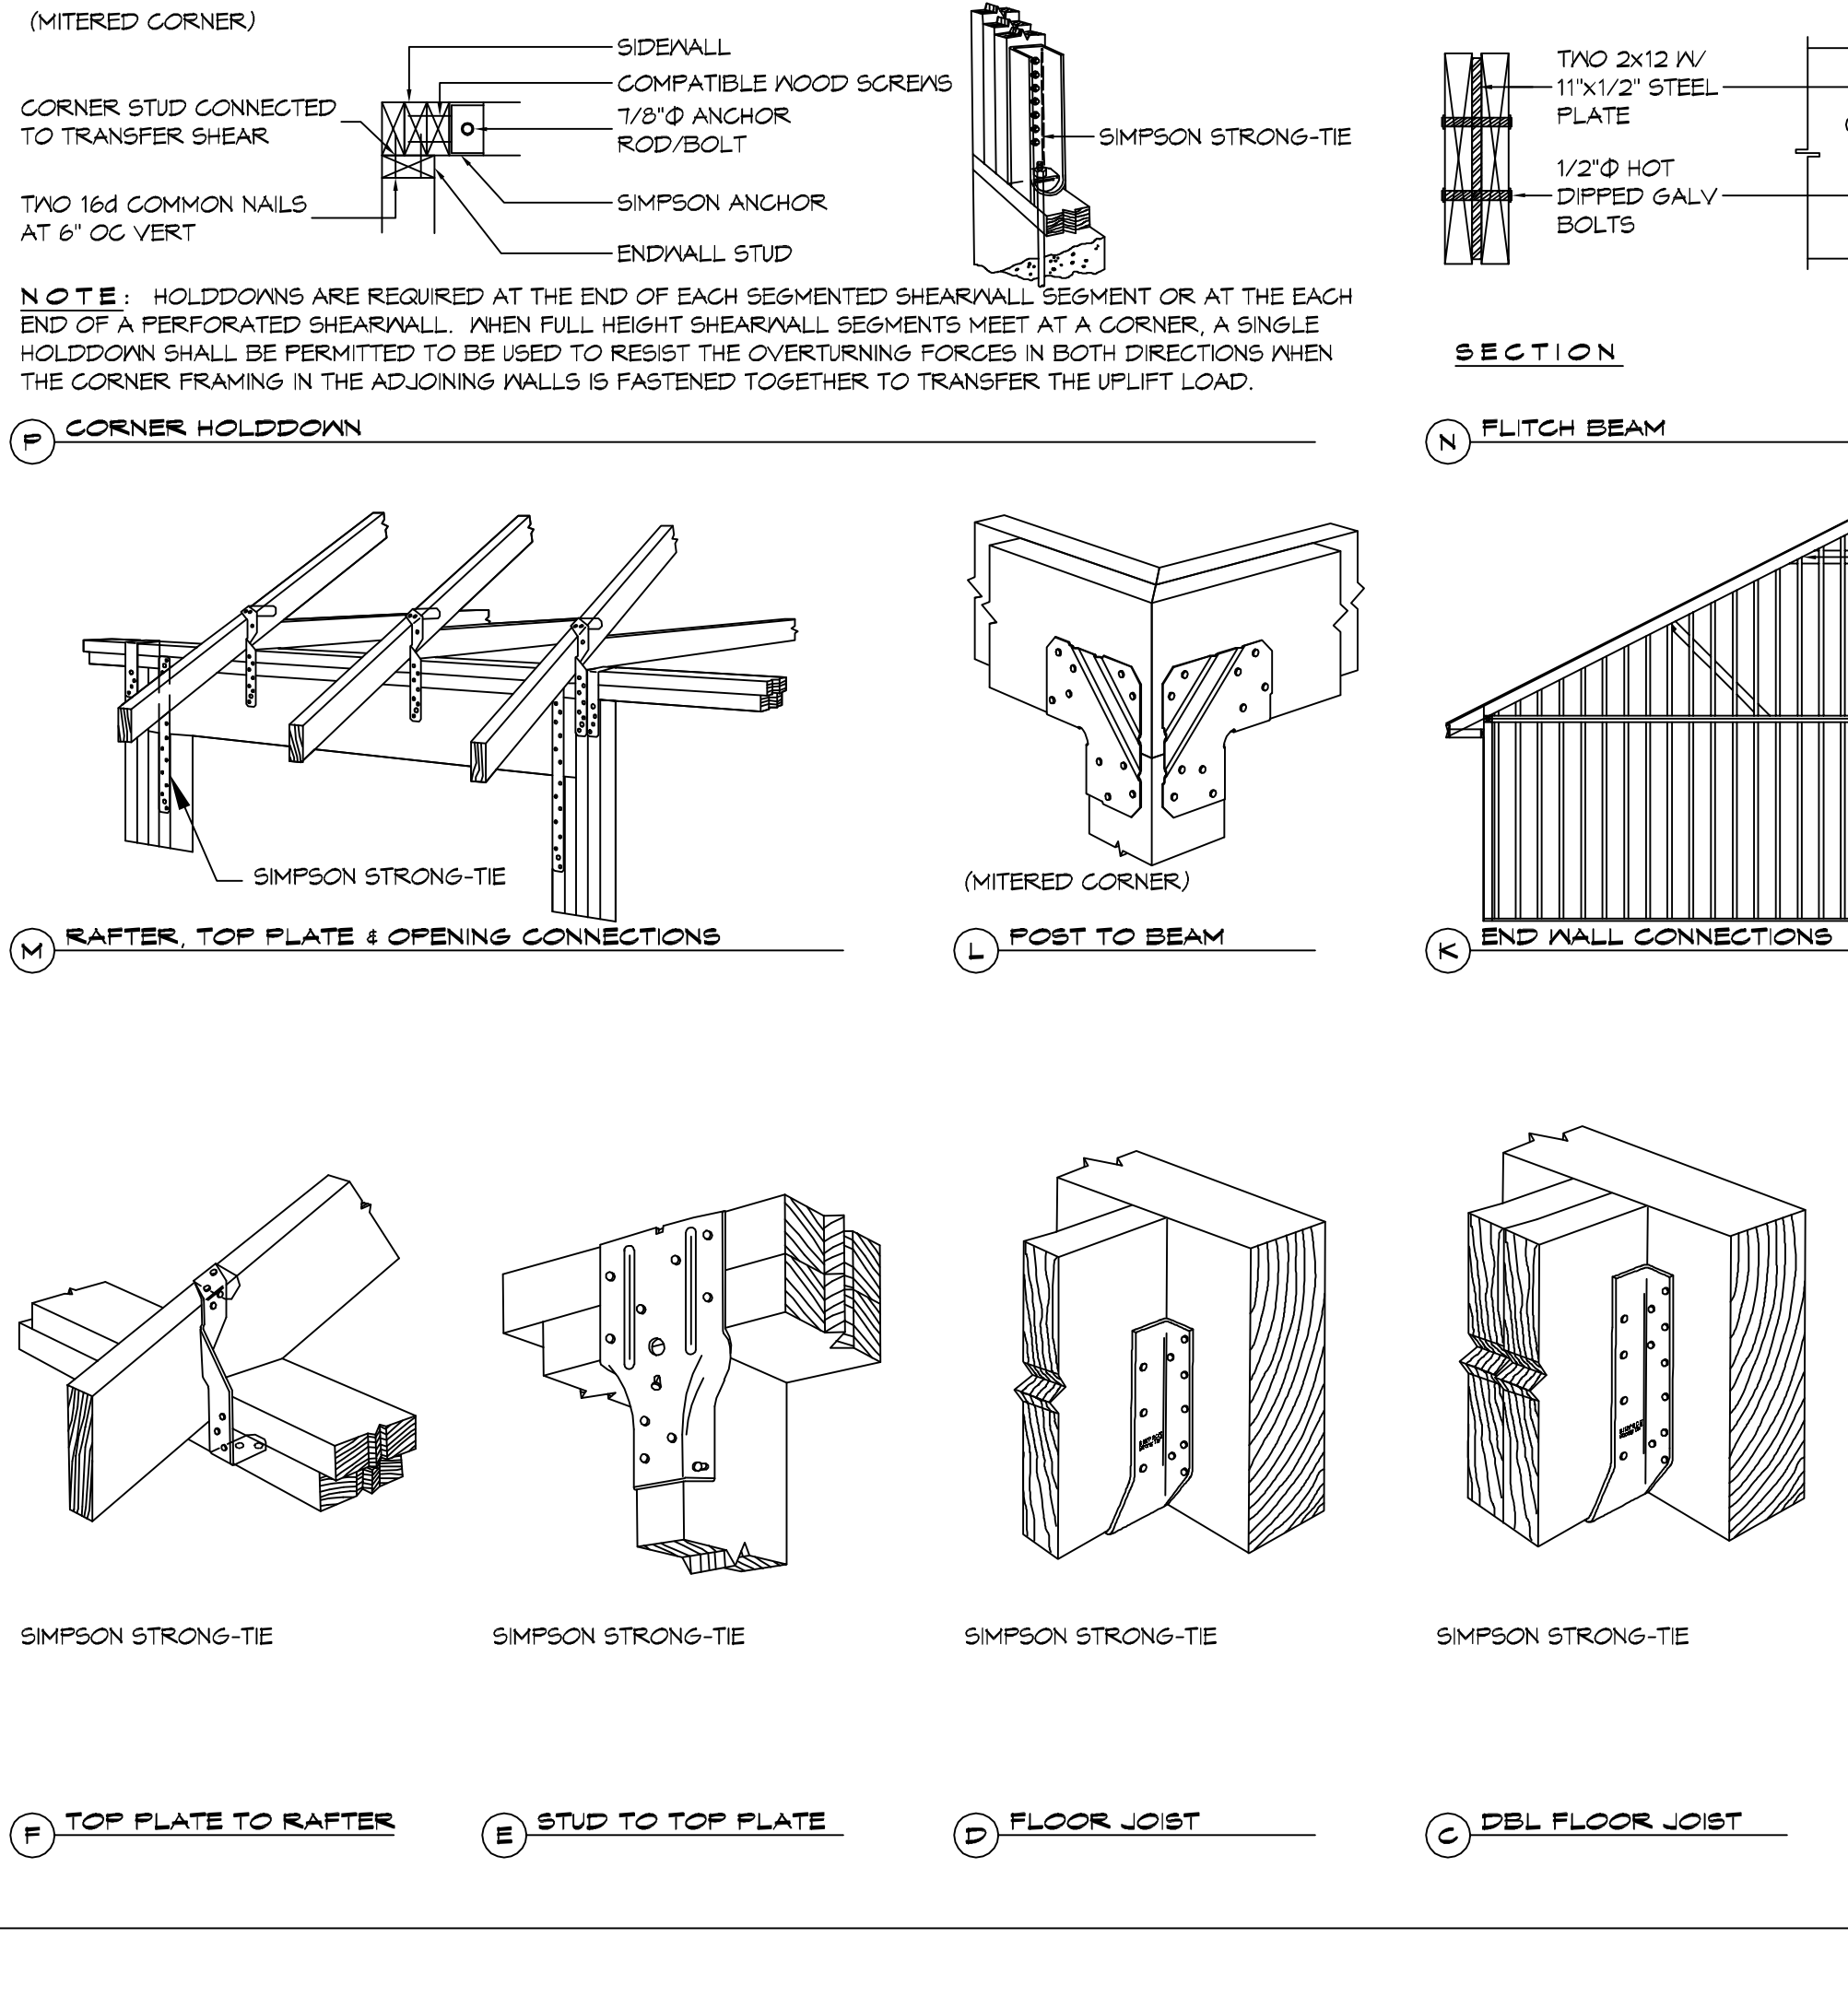 (MITERED CORNER)
SIDEWALL
COMPATIBLE WOOD SCREWS
7/8"Φ ANCHOR
ROD/BOLT
SIMPSON ANCHOR
ENDWALL STUD
CORNER STUD CONNECTED
TO TRANSFER SHEAR
TWO 16d COMMON NAILS
AT 6" OC VERT
SIMPSON STRONG-TIE
NOTE: HOLDDOWNS ARE REQUIRED AT THE END OF EACH SEGMENTED SHEARWALL SEGMENT OR AT THE EACH
END OF A PERFORATED SHEARWALL. WHEN FULL HEIGHT SHEARWALL SEGMENTS MEET AT A CORNER, A SINGLE
HOLDDOWN SHALL BE PERMITTED TO BE USED TO RESIST THE OVERTURNING FORCES IN BOTH DIRECTIONS WHEN
THE CORNER FRAMING IN THE ADJOINING WALLS IS FASTENED TOGETHER TO TRANSFER THE UPLIFT LOAD.
P CORNER HOLDDOWN
TWO 2x12 W/
11"x1/2" STEEL
PLATE
1/2"Φ HOT
DIPPED GALV
BOLTS
SECTION
N FLITCH BEAM
SIMPSON STRONG-TIE
M RAFTER, TOP PLATE & OPENING CONNECTIONS
(MITERED CORNER)
L POST TO BEAM
K END WALL CONNECTIONS
SIMPSON STRONG-TIE
F TOP PLATE TO RAFTER
SIMPSON STRONG-TIE
E STUD TO TOP PLATE
SIMPSON STRONG-TIE
D FLOOR JOIST
SIMPSON STRONG-TIE
C DBL FLOOR JOIST